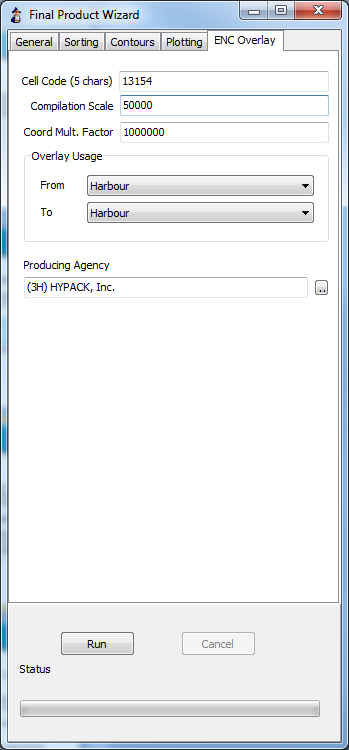 Final Product Wizard
General Sorting Contours Plotting ENC Overlay
Cell Code (5 chars) 13154
Compilation Scale 50000
Coord Mult. Factor 1000000
Overlay Usage
From Harbour
To Harbour
Producing Agency
(3H) HYPACK, Inc. ..
Run Cancel
Status